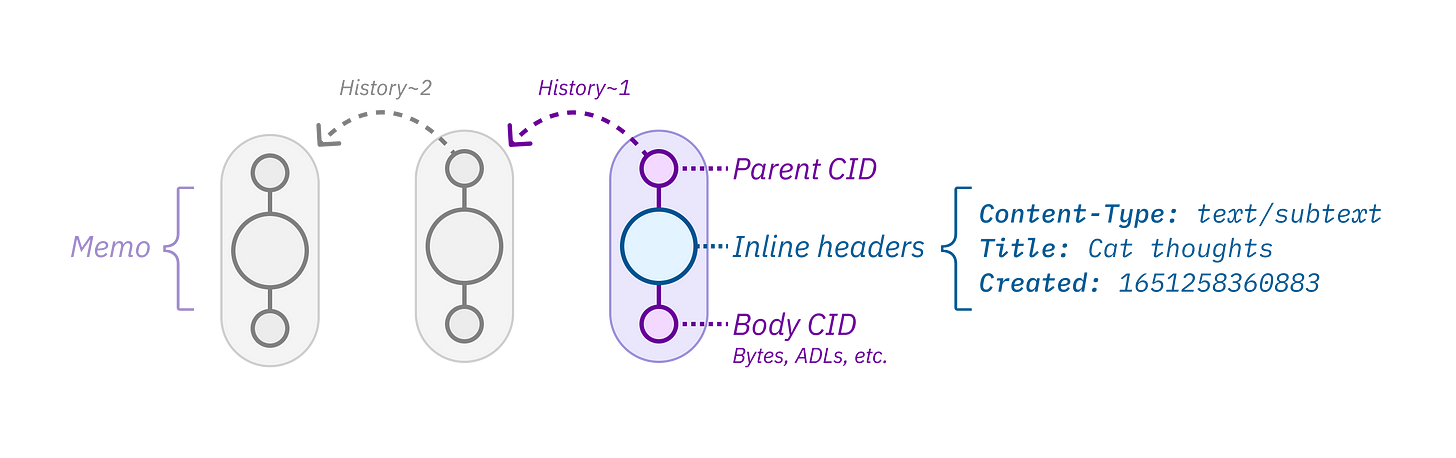 History~2
History~1
Parent CID
Memo
Inline headers
Content-Type: text/subtext
Title: Cat thoughts
Created: 1651258360883
Body CID
Bytes, ADLs, etc.